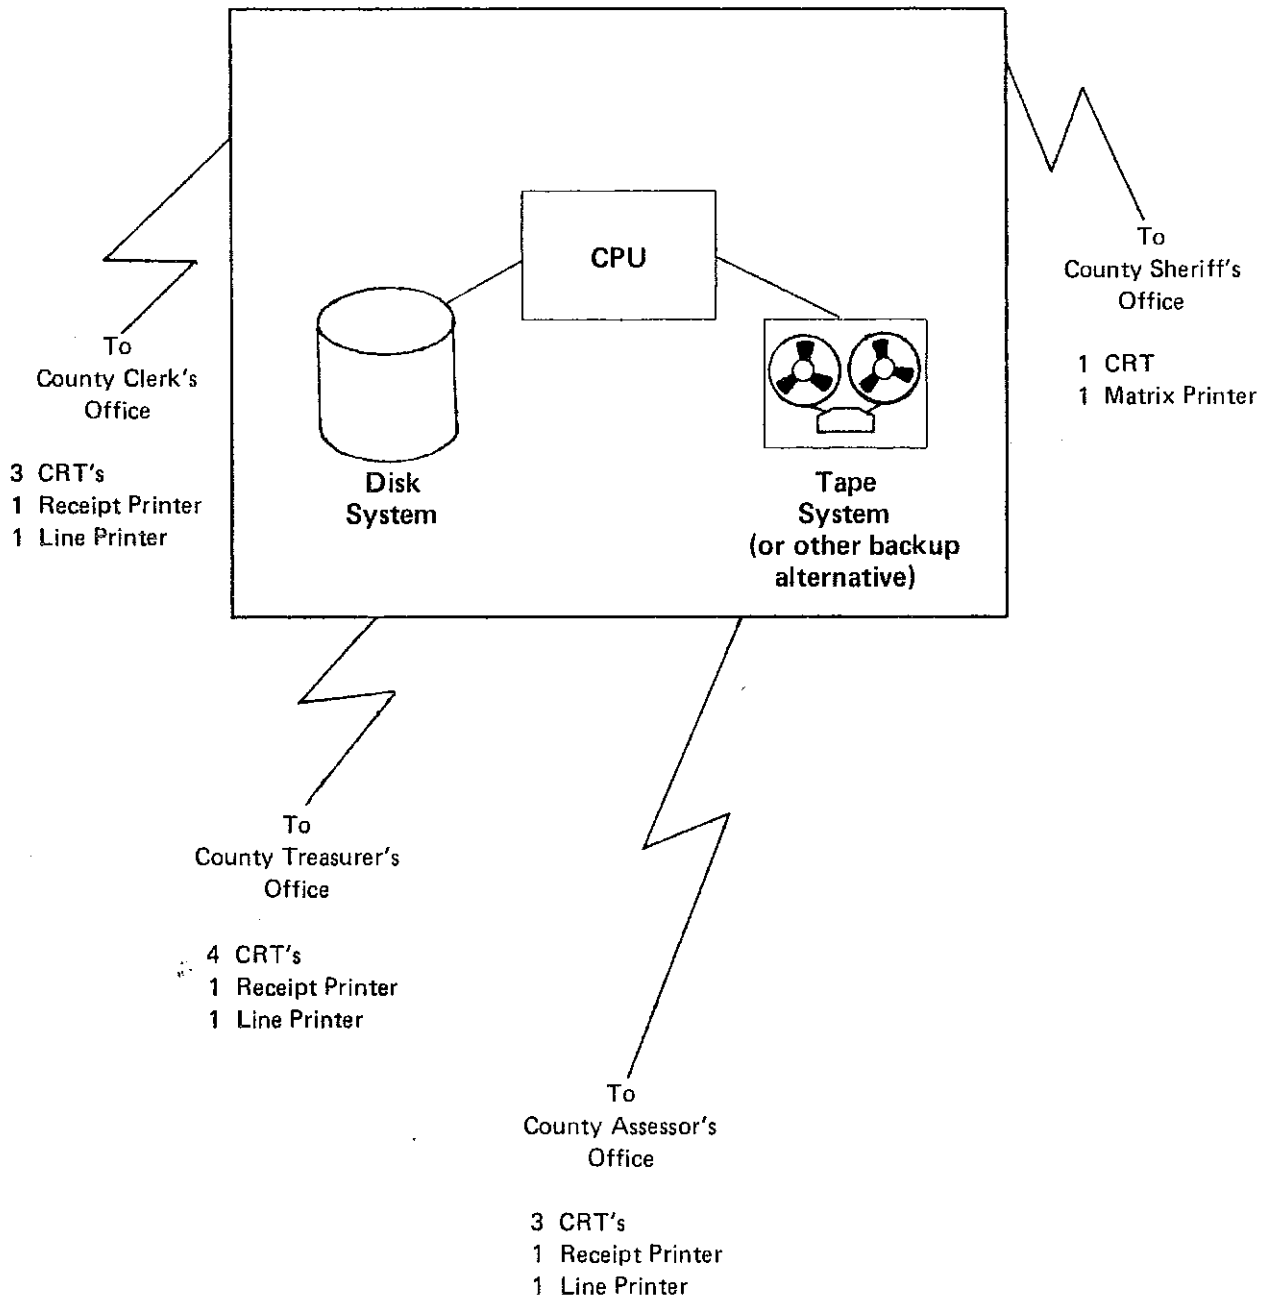 CPU
Disk
System
Tape
System
(or other backup
alternative)
To
County Sheriff's
Office
1 CRT
1 Matrix Printer
To
County Clerk's
Office
3 CRT's
1 Receipt Printer
1 Line Printer
To
County Treasurer's
Office
4 CRT's
1 Receipt Printer
1 Line Printer
To
County Assessor's
Office
3 CRT's
1 Receipt Printer
1 Line Printer